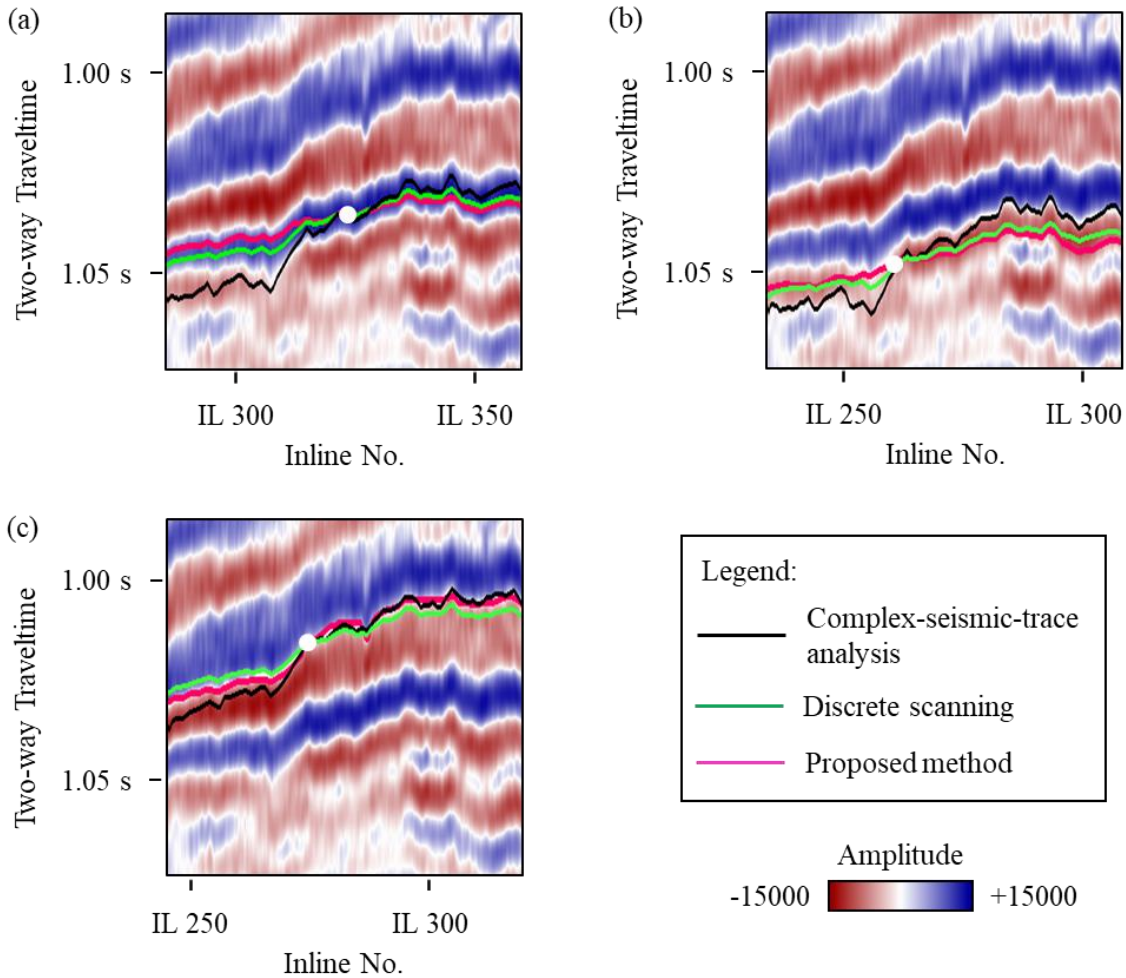 (a)
Two-way Traveltime
1.00 s
1.05 s
IL 300
IL 350
Inline No.
(b)
Two-way Traveltime
1.00 s
1.05 s
IL 250
IL 300
Inline No.
(c)
Two-way Traveltime
1.00 s
1.05 s
IL 250
IL 300
Inline No.
Legend:
Complex-seismic-trace
analysis
Discrete scanning
Proposed method
Amplitude
-15000
+15000